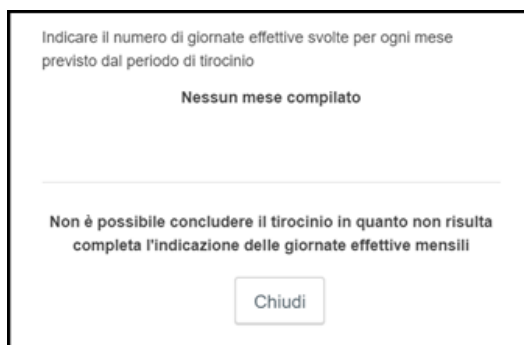 Indicare il numero di giornate effettive svolte per ogni mese
previsto dal periodo di tirocinio
Nessun mese compilato
Non è possibile concludere il tirocinio in quanto non risulta
completa l'indicazione delle giornate effettive mensili
Chiudi